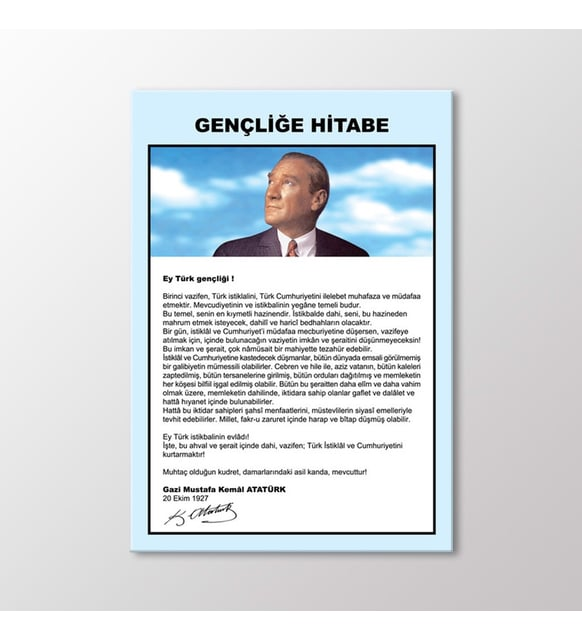 GENÇLİĞE HİTABE
Ey Türk gençliği !
Birinci vazifen, Türk istiklalini, Türk Cumhuriyetini ilelebet muhafaza ve müdafaa
etmektir. Mevcudiyetinin ve istikbalinin yegâne temeli budur.
Bu temel, senin en kıymetli hazinendir. İstikbalde dahi, seni, bu hazineden
mahrum etmek isteyecek, dahilî ve haricî bedhahların olacaktır.
Bir gün, istiklâl ve Cumhuriyet'i müdafaa mecburiyetine düşersen, vazifeye
atılmak için, içinde bulunacağın vaziyetin imkân ve şeraitini düşünmeyeceksin!
Bu imkan ve şerait, çok nâmüsait bir mahiyette tezahür edebilir.
İstiklâl ve Cumhuriyetine kastedecek düşmanlar, bütün dünyada emsali görülmemiş
bir galibiyetin mümessili olabilirler. Cebren ve hile ile, aziz vatanın, bütün kaleleri
zaptedilmiş, bütün tersanelerine girilmiş, bütün orduları dağıtılmış ve memleketin
her köşesi bilfiil işgal edilmiş olabilir. Bütün bu şeraitten daha elîm ve daha vahim
olmak üzere, memleketin dahilinde, iktidara sahip olanlar gaflet ve dalâlet ve
hattâ hıyanet içinde bulunabilirler.
Hattâ bu iktidar sahipleri şahsî menfaatlerini, müstevlilerin siyasî emelleriyle
tevhit edebilirler. Millet, fakr-u zaruret içinde harap ve bîtap düşmüş olabilir.
Ey Türk istikbalinin evlâdı!
İşte, bu ahval ve şerait içinde dahi, vazifen; Türk İstiklâl ve Cumhuriyetini
kurtarmaktır!
Muhtaç olduğun kudret, damarlarındaki asil kanda, mevcuttur!
Gazi Mustafa Kemâl ATATÜRK
20 Ekim 1927
K. Atatürk